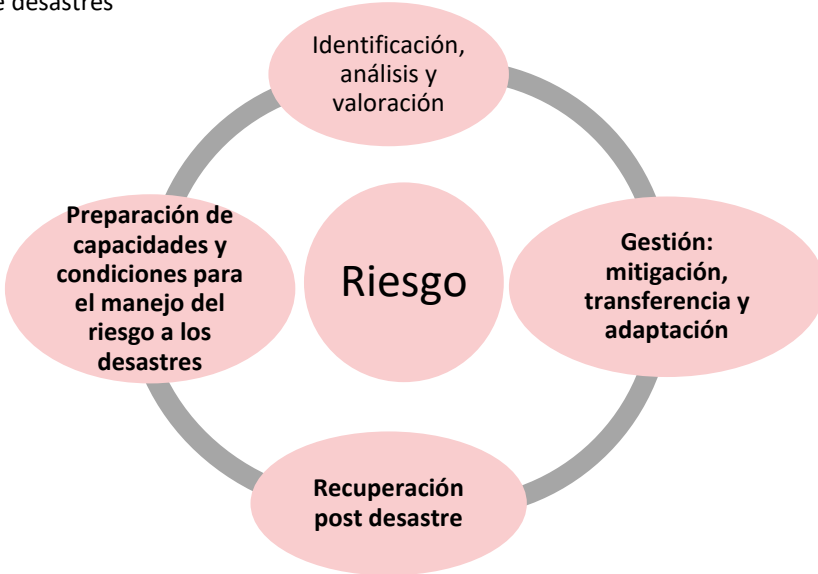 e desastres
Identificación,
análisis y
valoración
Preparación de
capacidades y
condiciones para
el manejo del
riesgo a los
desastres
Riesgo
Gestión:
mitigación,
transferencia y
adaptación
Recuperación
post desastre